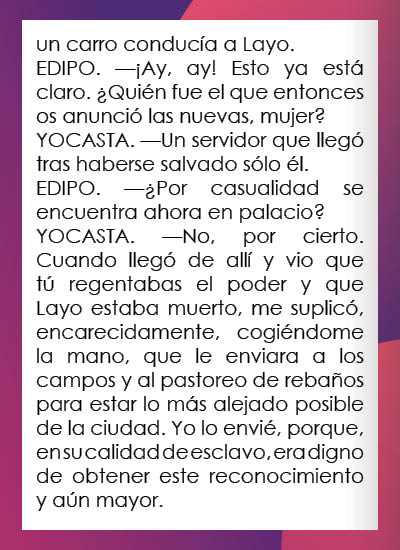 un carro conducía a Layo.
EDIPO. —¡Ay, ay! Esto ya está
claro. ¿Quién fue el que entonces
os anunció las nuevas, mujer?
YOCASTA. —Un servidor que llegó
tras haberse salvado sólo él.
EDIPO. —¿Por casualidad se
encuentra ahora en palacio?
YOCASTA. —No, por cierto.
Cuando llegó de allí y vio que
tú regentabas el poder y que
Layo estaba muerto, me suplicó,
encarecidamente, cogiéndome
la mano, que le enviara a los
campos y al pastoreo de rebaños
para estar lo más alejado posible
de la ciudad. Yo lo envié, porque,
en su calidad de esclavo, era digno
de obtener este reconocimiento
y aún mayor.